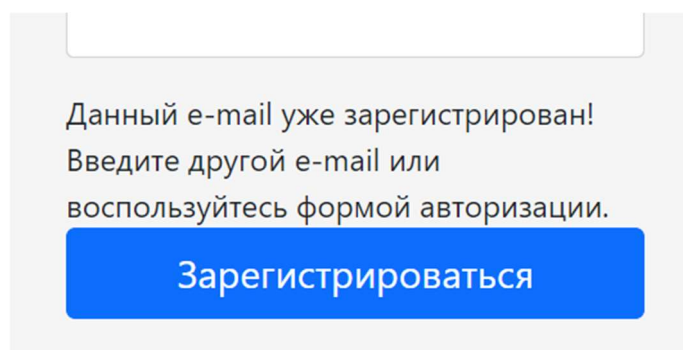 Данный e-mail уже зарегистрирован!
Введите другой e-mail или
воспользуйтесь формой авторизации.
Зарегистрироваться